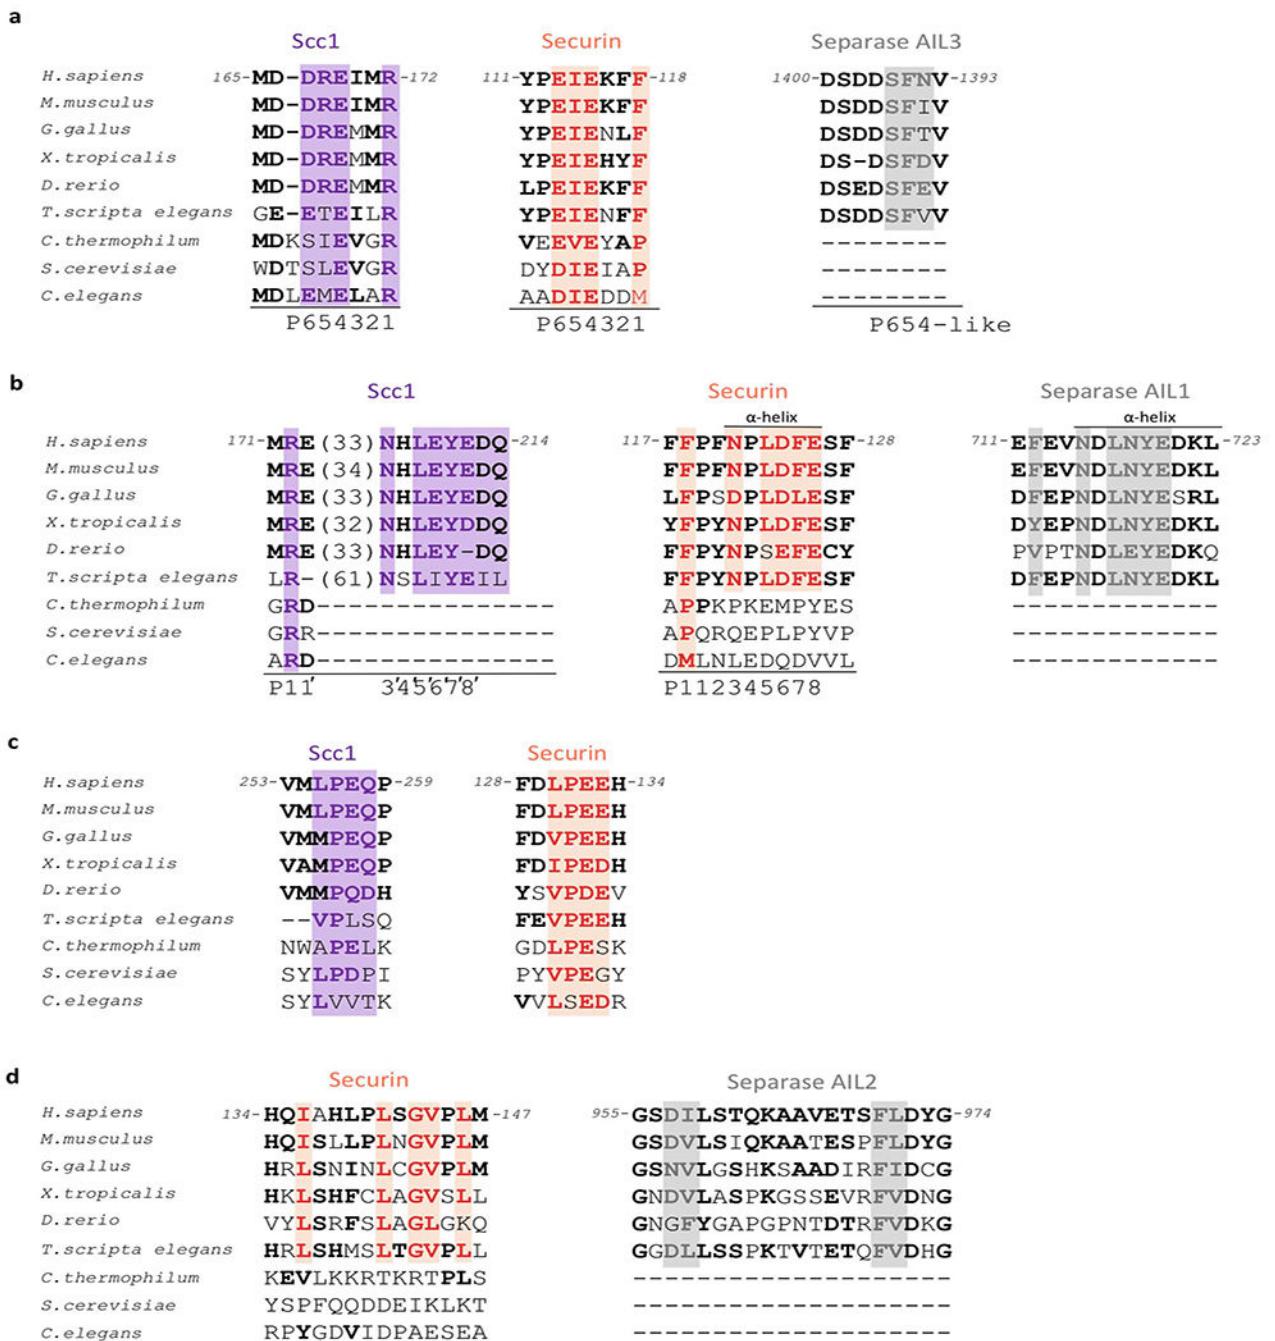 a
Scc1 Securin Separase AIL3
H.sapiens 165-MD-DREIMR-172 111-YPEIEKFF-118 1400-DSDDSFNV-1393
M.musculus MD-DREIMR YPEIEKFF DSDDSFIV
G.gallus MD-DREMMR YPEIENLF DSDDSFTV
X.tropicalis MD-DREMMR YPEIEHYF DS-DSFDV
D.rerio MD-DREMMR LPEIEKFF DSEDSFEV
T.scripta elegans GE-ETEILR YPEIENFF DSDDSFVV
C.thermophilum MDKSIEVGR VEEVEYAP --------
S.cerevisiae WDTSLEVGR DYDIEIAP --------
C.elegans MDLEMELAR AADIEDDM --------
P654321 P654321 P654-like
b
Scc1 Securin Separase AIL1
α-helix α-helix
H.sapiens 171-MRE(33)NHLEYEDQ-214 117-FFPFNPLDFESF-128 711-EFEVNDLNYEDKL-723
M.musculus MRE(34)NHLEYEDQ FFPFNPLDFESF EFEVNDLNYEDKL
G.gallus MRE(33)NHLEYEDQ LFPSDPLDLESF DFEPNDLNYESRL
X.tropicalis MRE(32)NHLEYDDQ YFPYNPLDFESF DYEPNDLNYEDKL
D.rerio MRE(33)NHLEY-DQ FFPYNPSEFECY PVPTNDLEYEDKQ
T.scripta elegans LR-(61)NSLIYEIL FFPYNPLDFESF DFEPNDLNYEDKL
C.thermophilum GRD--------------- APPKPKEMPYES -------------
S.cerevisiae GRR--------------- APQRQEPLPYVP -------------
C.elegans ARD--------------- DMLNLEDQDVVL -------------
P11′ 3′4′5′6′7′8′ P112345678
c
Scc1 Securin
H.sapiens 253-VMLPEQP-259 128-FDLPEEH-134
M.musculus VMLPEQP FDLPEEH
G.gallus VMMPEQP FDVPEEH
X.tropicalis VAMPEQP FDIPEDH
D.rerio VMMPQDH YSVPDEV
T.scripta elegans --VPLSQ FEVPEEH
C.thermophilum NWAPELK GDLPESK
S.cerevisiae SYLPDPI PYVPEGY
C.elegans SYLVVTK VVLSEDR
d
Securin Separase AIL2
H.sapiens 134-HQIAHLPLSGVPLM-147 955-GSDILSTQKAAVETSFLDYG-974
M.musculus HQISLLPLNGVPLM GSDVLSIQKAATESPFLDYG
G.gallus HRLSNINLCGVPLM GSNVLGSHKSAADIRFIDCG
X.tropicalis HKLSHFCLAGVSLL GNDVLASPKGSSEVRFVDNG
D.rerio VYLSRFSLAGLGKQ GNGFYGAPGPNTDTRFVDKG
T.scripta elegans HRLSHMSLTGVPLL GGDLLSSPKTVTETQFVDHG
C.thermophilum KEVLKKRTKRTPLS --------------------
S.cerevisiae YSPFQQDDEIKLKT --------------------
C.elegans RPYGDVIDPAESEA --------------------